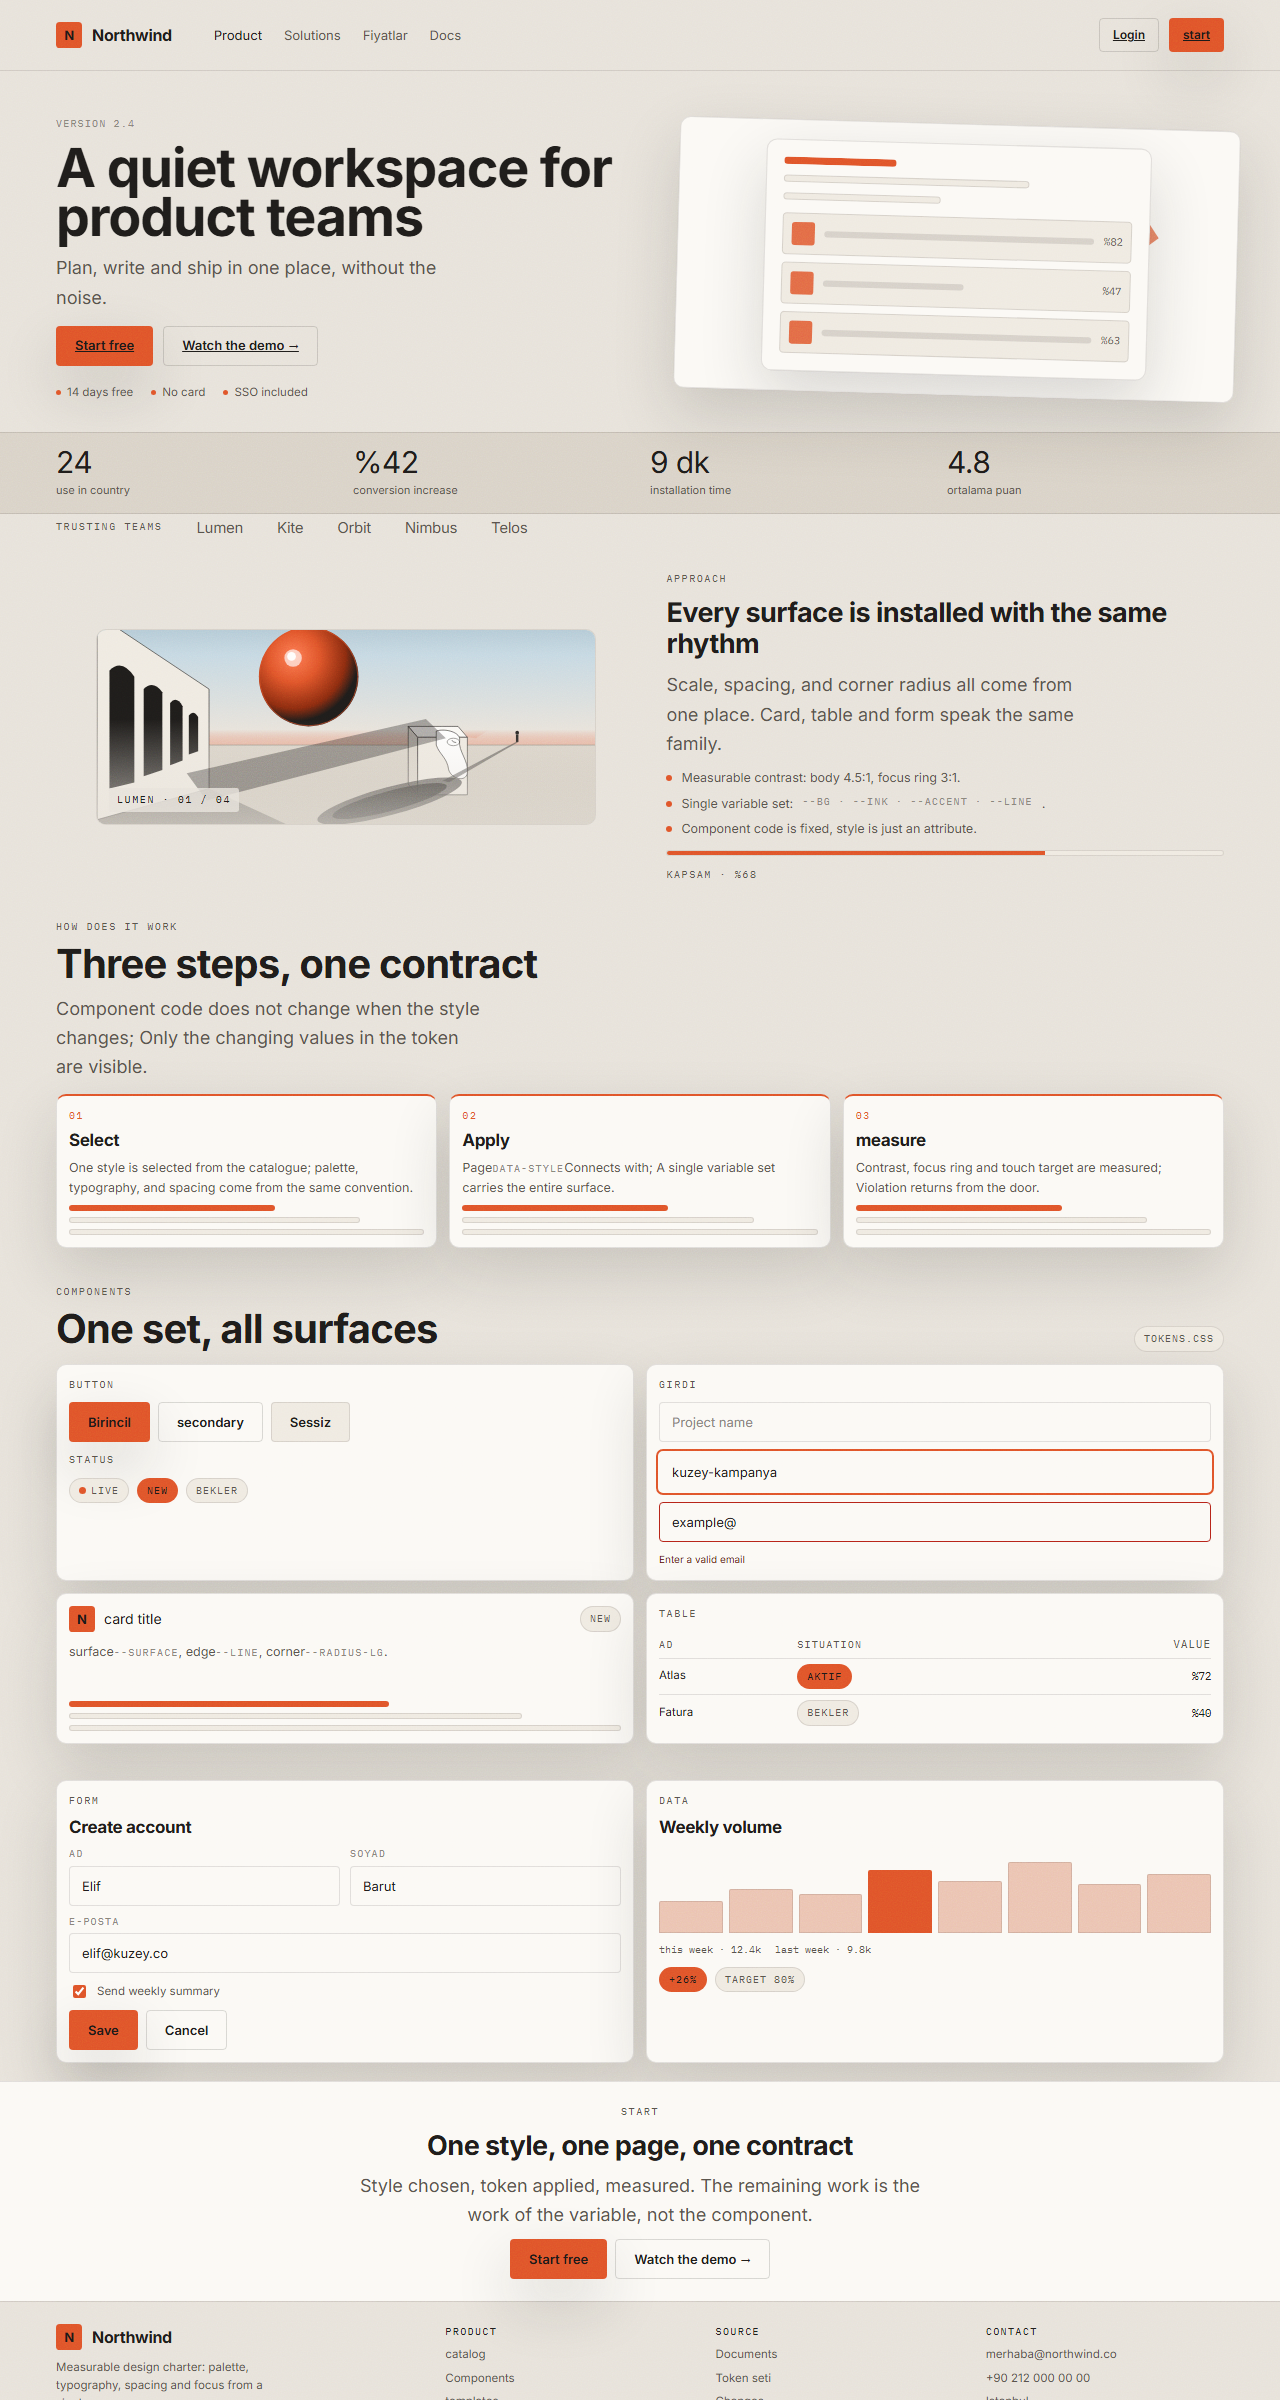 N Northwind Product Solutions Fiyatlar Docs Login start
VERSION 2.4
A quiet workspace for
product teams
Plan, write and ship in one place, without the
noise.
Start free Watch the demo →
14 days free No card SSO included
%82
%47
%63
24 %42 9 dk 4.8
use in country conversion increase installation time ortalama puan
TRUSTING TEAMS Lumen Kite Orbit Nimbus Telos
LUMEN · 01 / 04
APPROACH
Every surface is installed with the same
rhythm
Scale, spacing, and corner radius all come from
one place. Card, table and form speak the same
family.
Measurable contrast: body 4.5:1, focus ring 3:1.
Single variable set: --BG · --INK · --ACCENT · --LINE .
Component code is fixed, style is just an attribute.
KAPSAM · %68
HOW DOES IT WORK
Three steps, one contract
Component code does not change when the style
changes; Only the changing values in the token
are visible.
01
Select
One style is selected from the catalogue; palette,
typography, and spacing come from the same convention.
02
Apply
PageDATA-STYLEConnects with; A single variable set
carries the entire surface.
03
measure
Contrast, focus ring and touch target are measured;
Violation returns from the door.
COMPONENTS
One set, all surfaces
TOKENS.CSS
BUTTON
Birincil secondary Sessiz
STATUS
LIVE NEW BEKLER
GIRDI
Project name
kuzey-kampanya
example@
Enter a valid email
N card title NEW
surface--SURFACE, edge--LINE, corner--RADIUS-LG.
TABLE
AD SITUATION VALUE
Atlas AKTIF %72
Fatura BEKLER %40
FORM
Create account
AD SOYAD
Elif Barut
E-POSTA
elif@kuzey.co
Send weekly summary
Save Cancel
DATA
Weekly volume
this week · 12.4k last week · 9.8k
+26% TARGET 80%
START
One style, one page, one contract
Style chosen, token applied, measured. The remaining work is the
work of the variable, not the component.
Start free Watch the demo →
N Northwind
Measurable design charter: palette,
typography, spacing and focus from a
PRODUCT
catalog
Components
SOURCE
Documents
Token seti
CONTACT
merhaba@northwind.co
+90 212 000 00 00